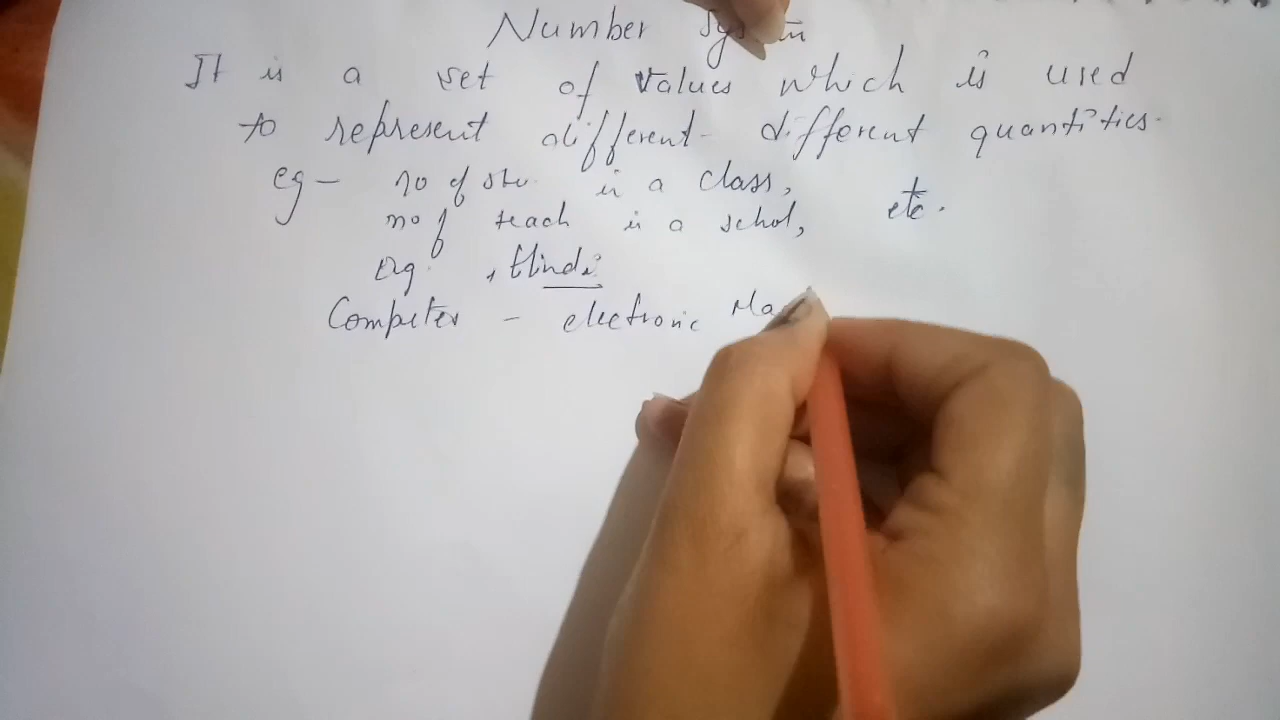 Number
It is a set of values which is used
to represent different different quantities.
eg - no of stu. in a class,
no of teach in a schol, etc.
, Hindi
Computer - electronic Ma